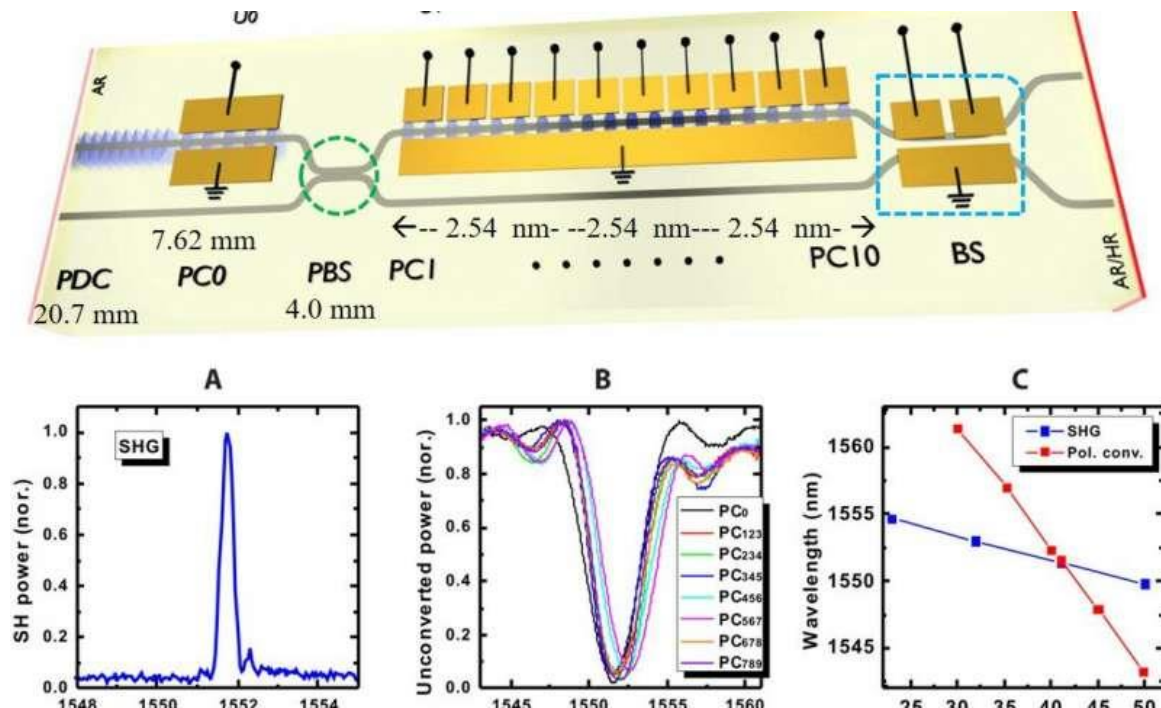 U0
AR
7.62 mm
←-- 2.54 nm- --2.54 nm--- 2.54 nm- →
PDC PC0 PBS PC1 • • • • • • • PC10 BS
20.7 mm 4.0 mm
AR/HR
A B C
SHG
SH power (nor.)
1.0
0.8
0.6
0.4
0.2
0.0
1548 1550 1552 1554
Unconverted power (nor.)
1.0
0.8
0.6
0.4
0.2
0.0
PC0
PC123
PC234
PC345
PC456
PC567
PC678
PC789
1545 1550 1555 1560
Wavelength (nm)
1560
1555
1550
1545
SHG
Pol. conv.
25 30 35 40 45 50